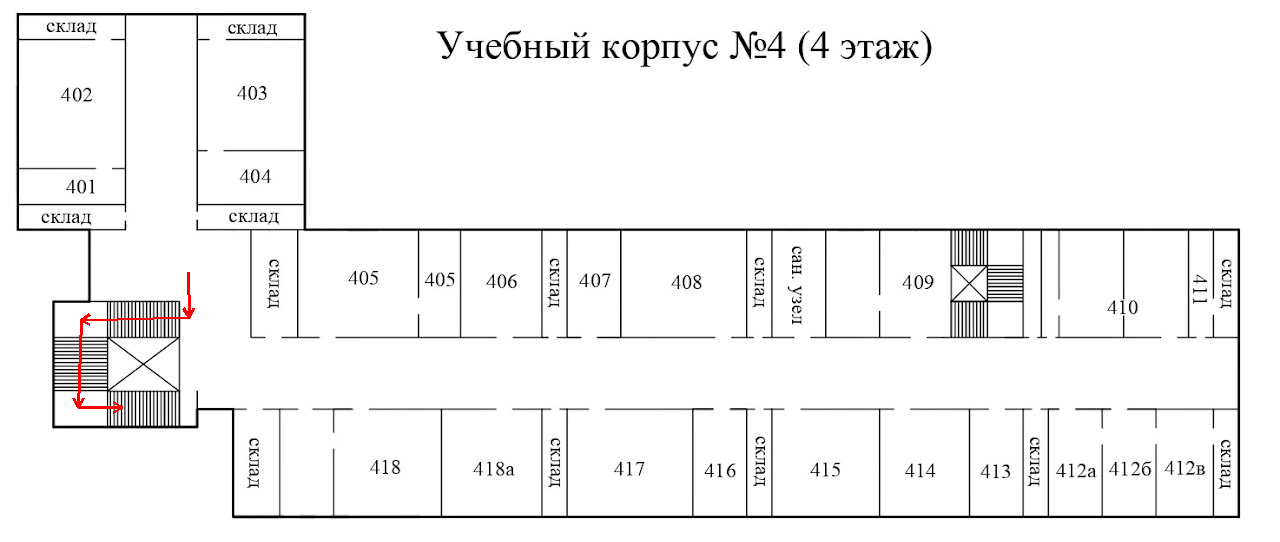 Учебный корпус №4 (4 этаж)
склад
склад
402
403
401
404
склад
склад
склад
405
405
406
склад
407
408
склад
сан. узел
409
410
411
склад
склад
418
418а
склад
417
416
склад
415
414
413
склад
412а
412б
412в
склад